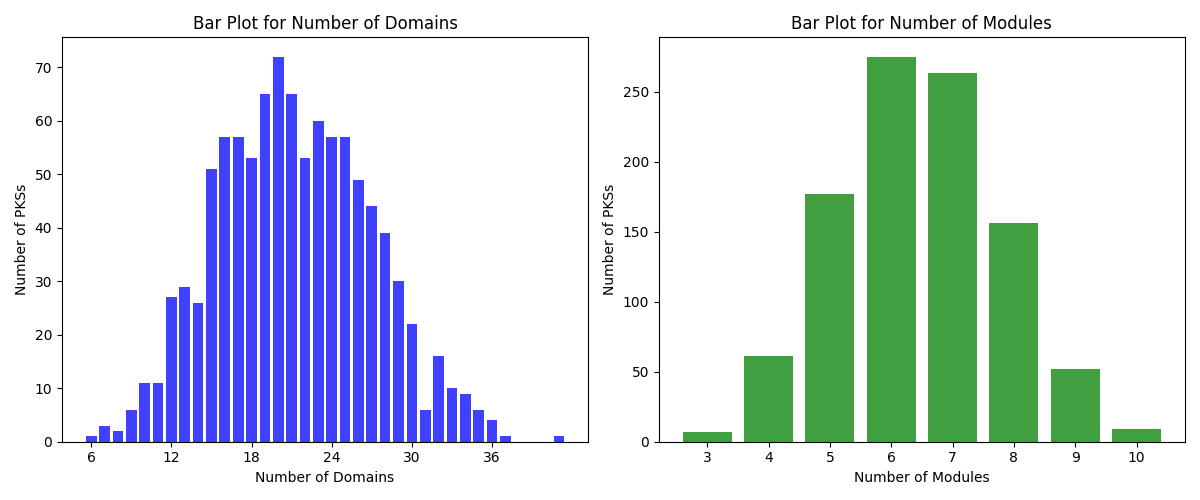 Bar Plot for Number of Domains
Number of PKSs
70
60
50
40
30
20
10
0
6 12 18 24 30 36
Number of Domains
Bar Plot for Number of Modules
Number of PKSs
250
200
150
100
50
0
3 4 5 6 7 8 9 10
Number of Modules